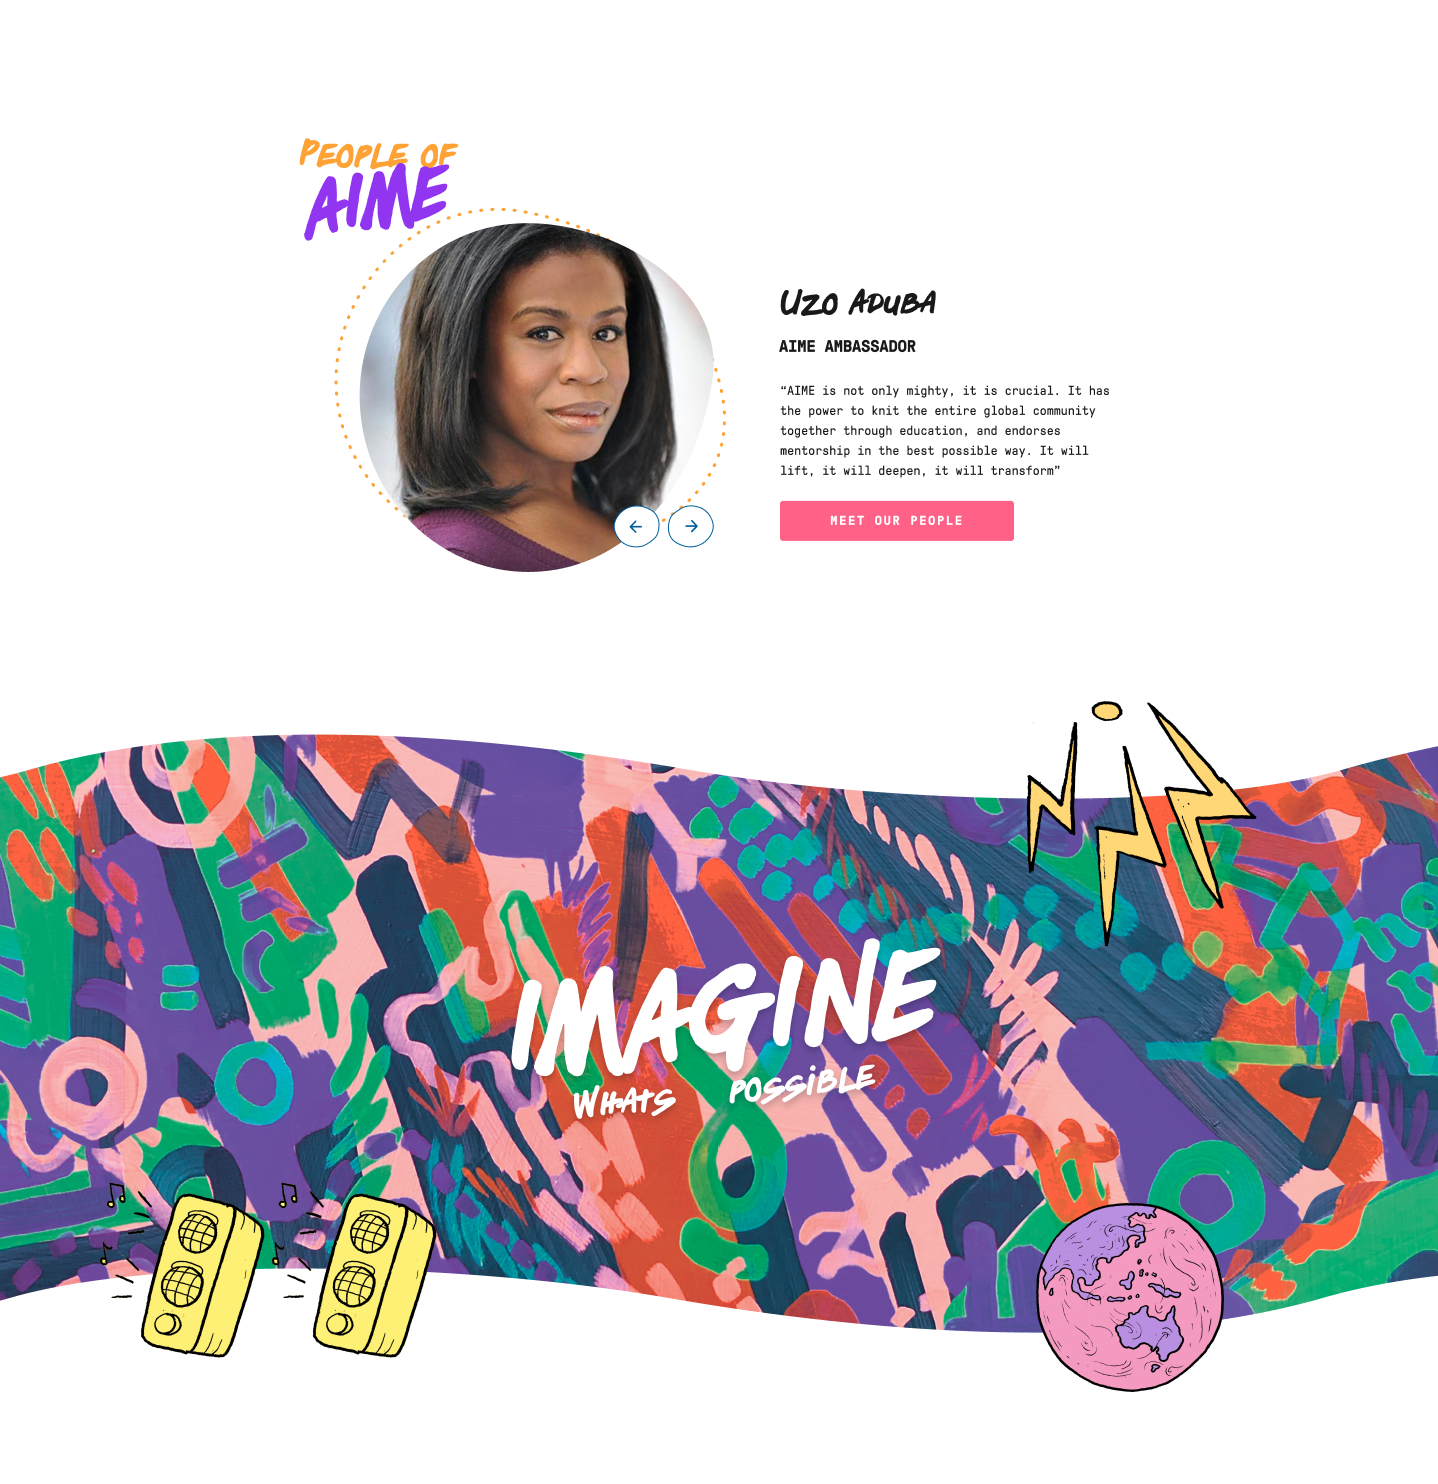 PEOPLE OF
AIME
UZO ADUBA
AIME AMBASSADOR
“AIME is not only mighty, it is crucial. It has
the power to knit the entire global community
together through education, and endorses
mentorship in the best possible way. It will
lift, it will deepen, it will transform”
MEET OUR PEOPLE
IMAGINE
WHATS POSSiBLE